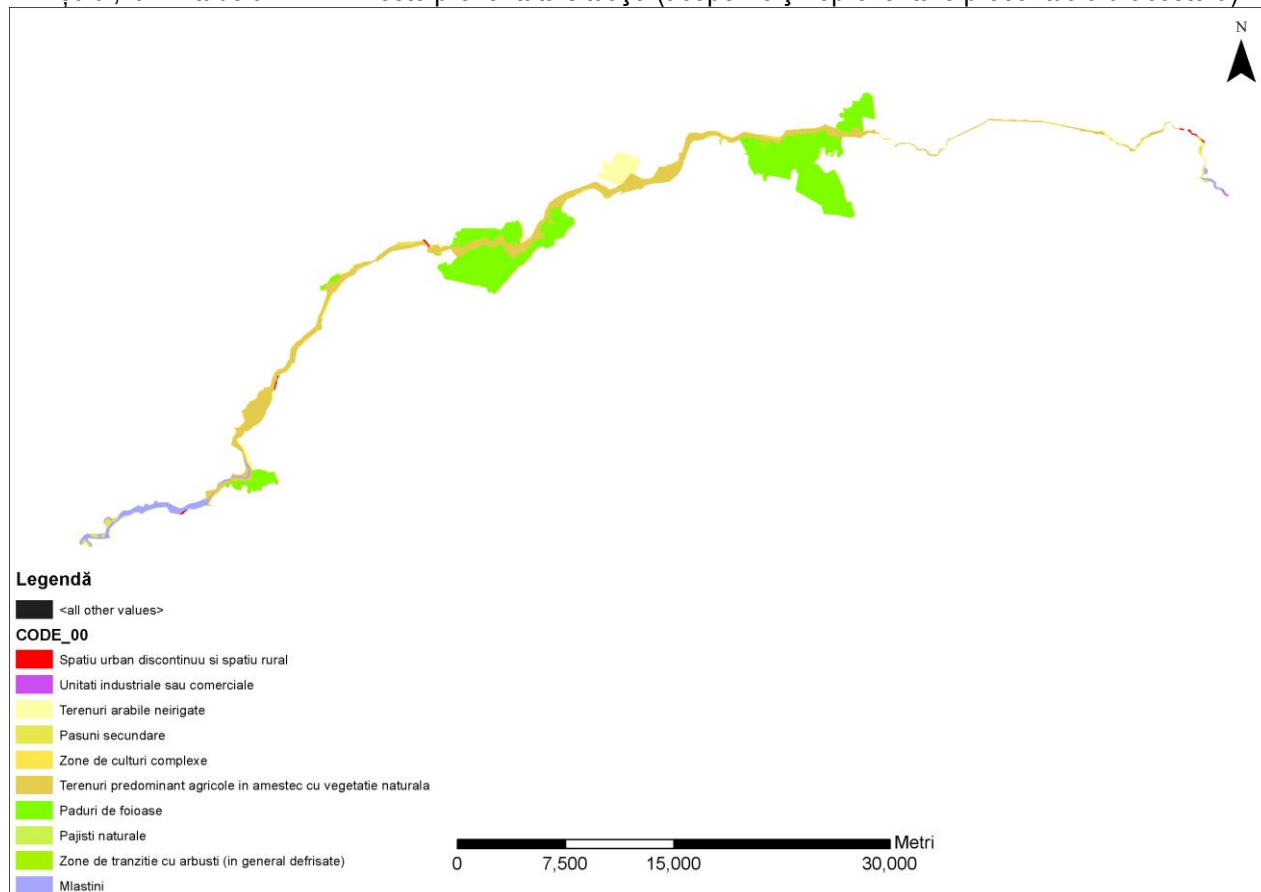 N
Legendă
<all other values>
CODE_00
Spatiu urban discontinuu si spatiu rural
Unitati industriale sau comerciale
Terenuri arabile neirigate
Pasuni secundare
Zone de culturi complexe
Terenuri predominant agricole in amestec cu vegetatie naturala
Paduri de foioase
Pajisti naturale
Zone de tranzitie cu arbusti (in general defrisate)
Mlastini
Metri
0 7,500 15,000 30,000